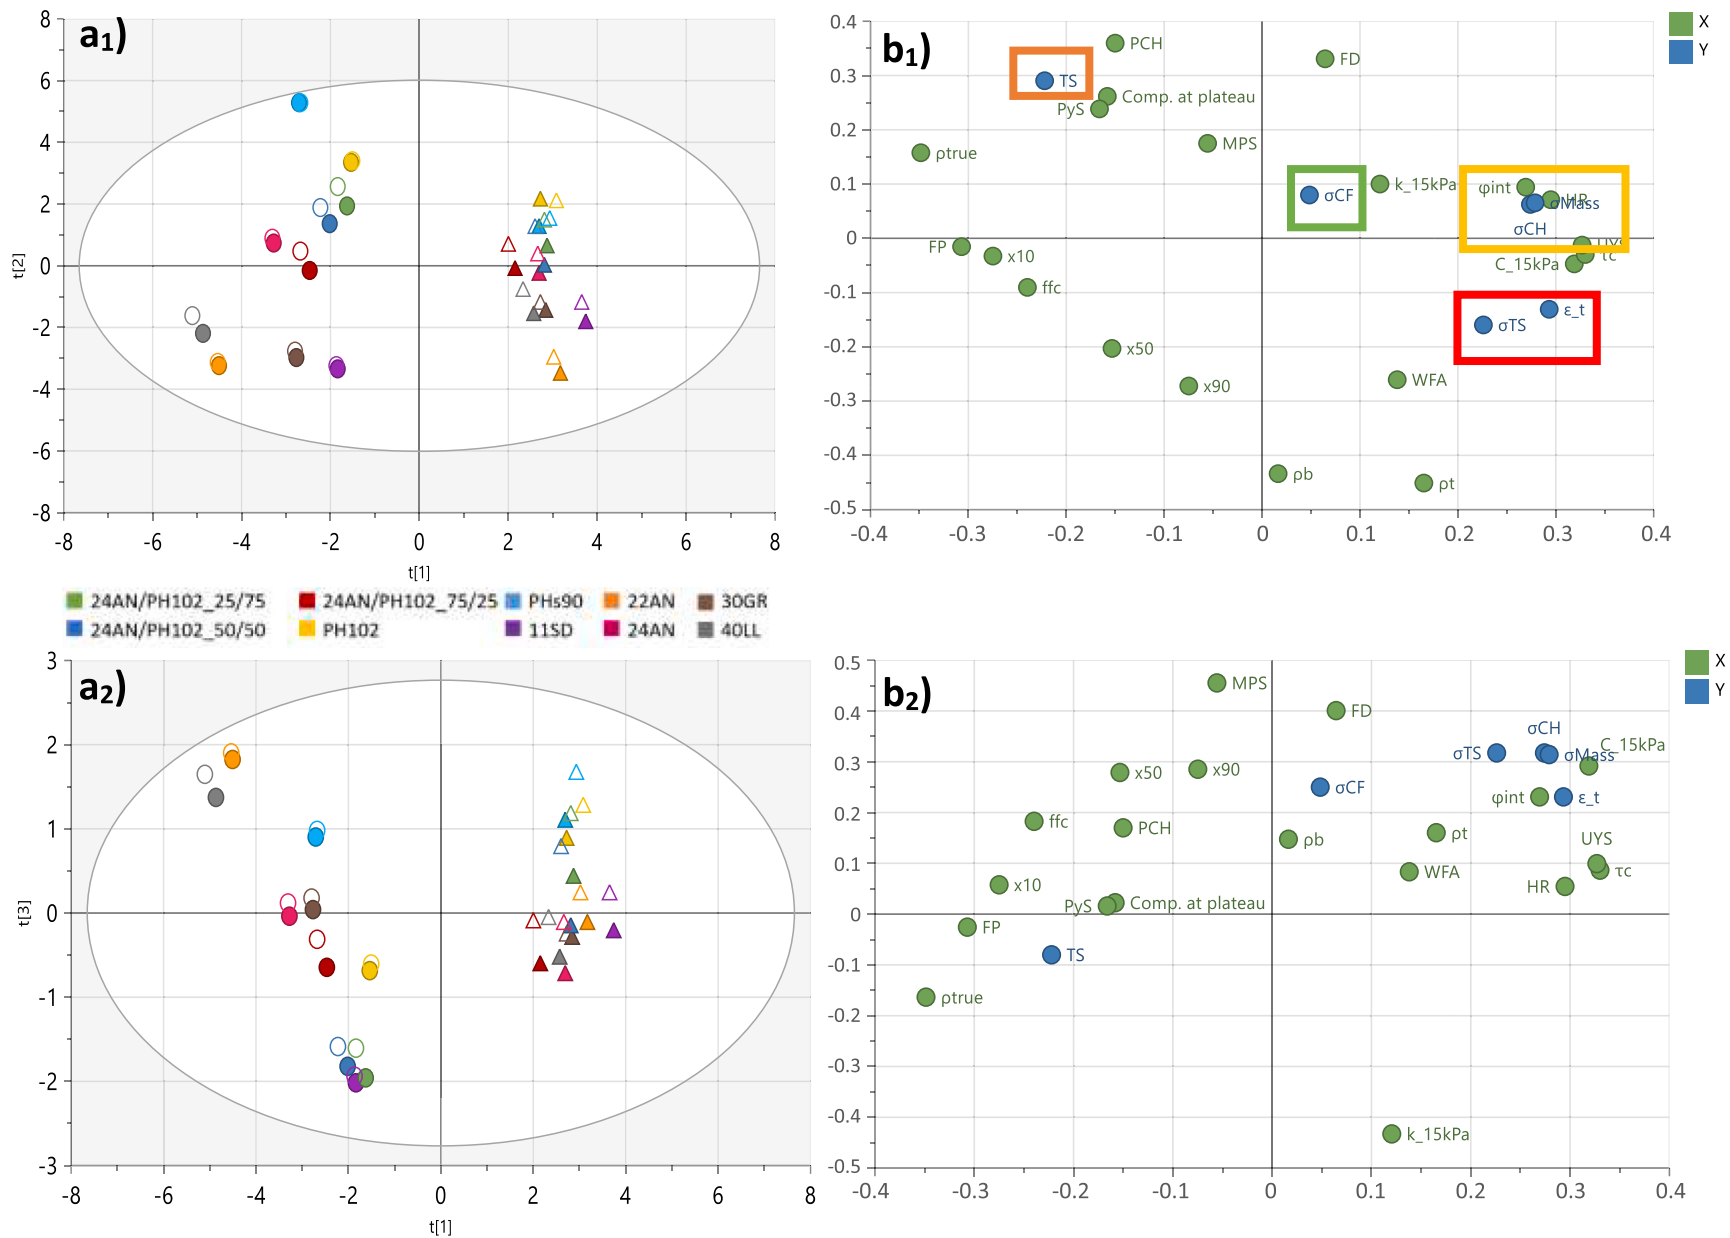 a1)
8
6
4
2
0
-2
-4
-6
-8
t[2]
-8 -6 -4 -2 0 2 4 6 8
t[1]
b1)
X
Y
0.4
0.3
0.2
0.1
0
-0.1
-0.2
-0.3
-0.4
-0.5
PCH
FD
TS
Comp. at plateau
PyS
MPS
ρtrue
k_15kPa
φint
HR
σCF
σMass
σCH
FP
UYS
x10
C_15kPa
τc
ffc
ε_t
σTS
x50
WFA
x90
ρb
ρt
-0.4 -0.3 -0.2 -0.1 0 0.1 0.2 0.3 0.4
24AN/PH102_25/75 24AN/PH102_75/25 PHs90 22AN 30GR
24AN/PH102_50/50 PH102 11SD 24AN 40LL
a2)
3
2
1
0
-1
-2
-3
t[3]
-8 -6 -4 -2 0 2 4 6 8
t[1]
b2)
X
Y
0.5
0.4
0.3
0.2
0.1
0
-0.1
-0.2
-0.3
-0.4
-0.5
MPS
FD
σCH
C_15kPa
σTS
σMass
x50
x90
σCF
φint
ε_t
ffc
PCH
ρb
ρt
UYS
WFA
τc
x10
HR
PyS
Comp. at plateau
FP
TS
ρtrue
k_15kPa
-0.4 -0.3 -0.2 -0.1 0 0.1 0.2 0.3 0.4